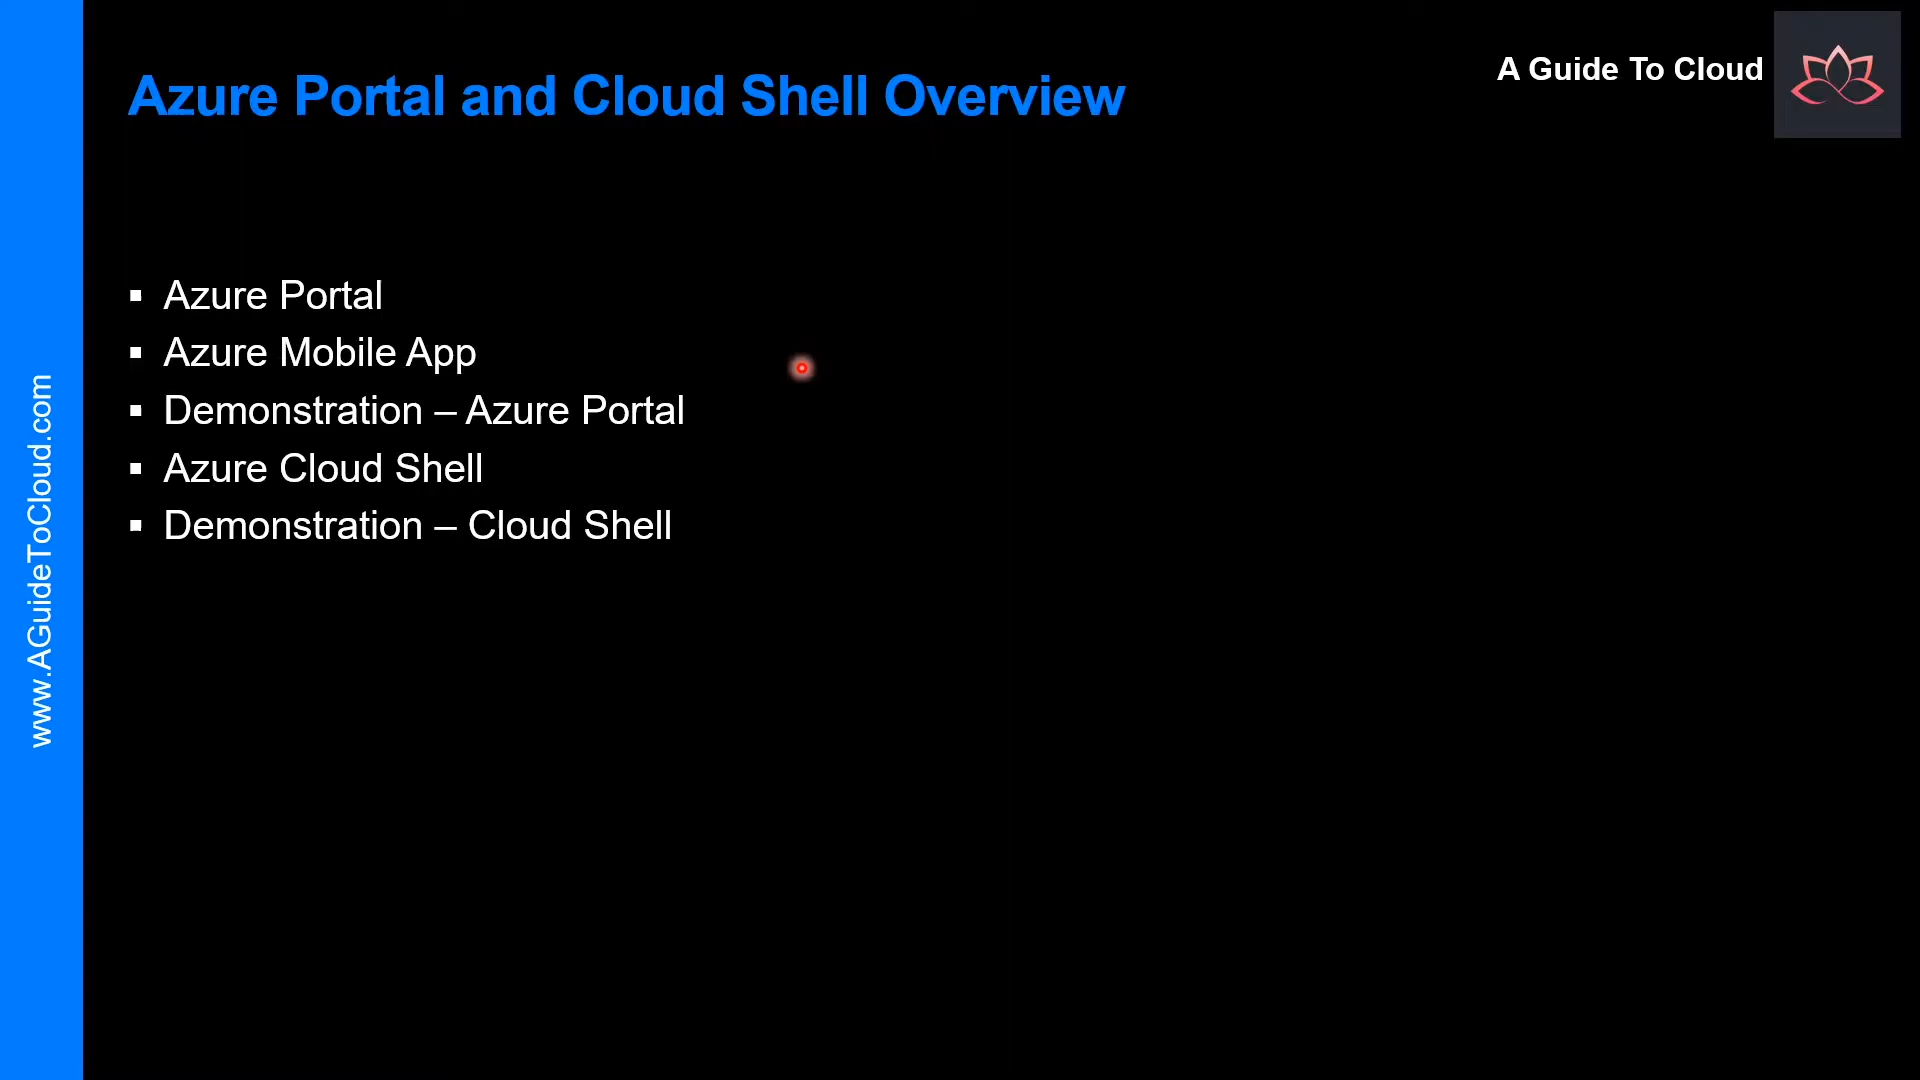 Azure Portal and Cloud Shell Overview
A Guide To Cloud
▪ Azure Portal
▪ Azure Mobile App
▪ Demonstration – Azure Portal
▪ Azure Cloud Shell
▪ Demonstration – Cloud Shell
www.AGuideToCloud.com